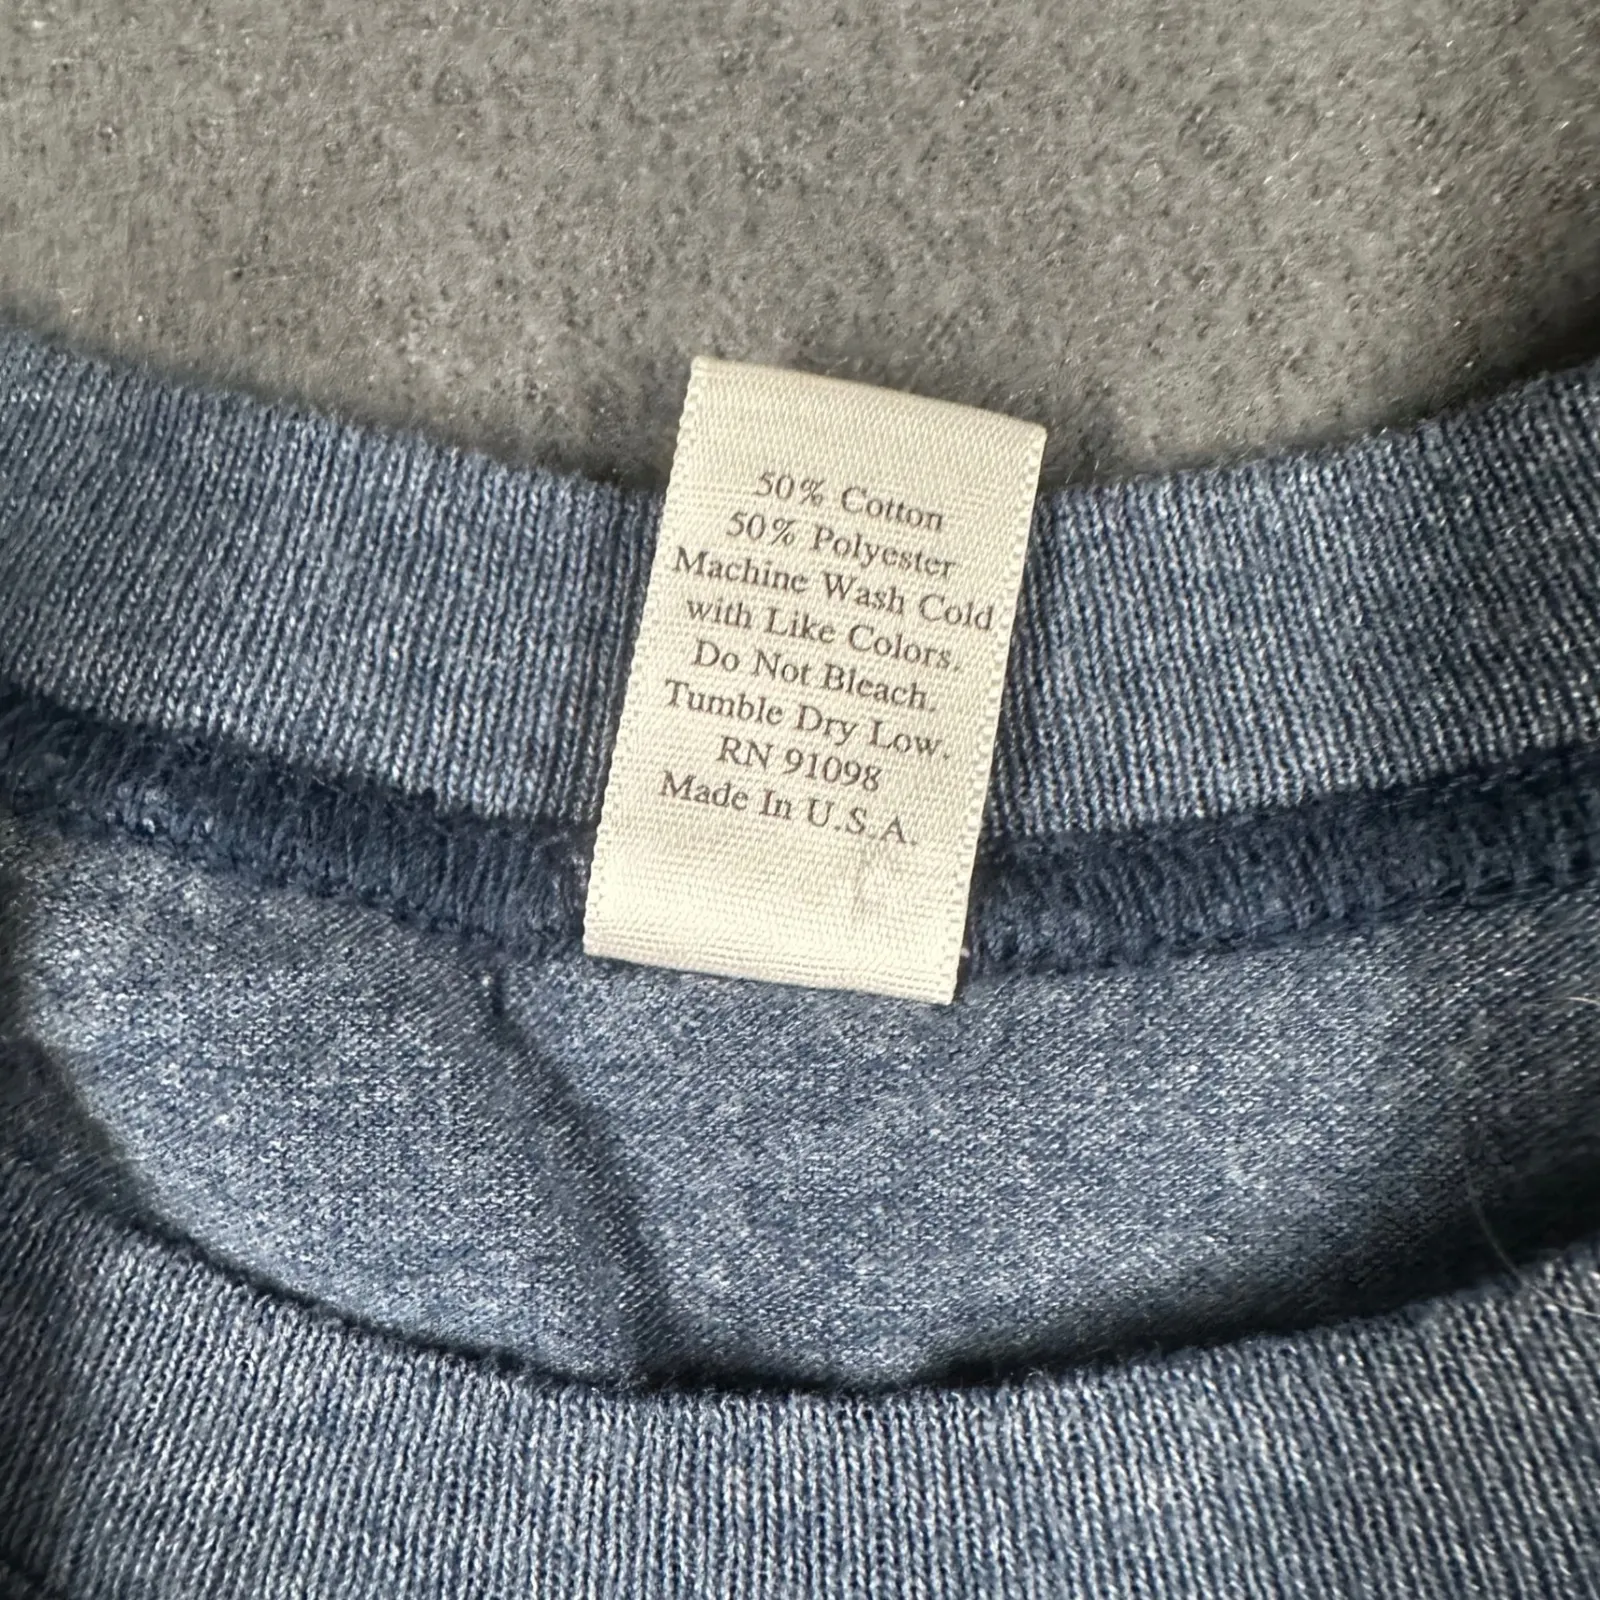 50% Cotton
50% Polyester
Machine Wash Cold
with Like Colors.
Do Not Bleach.
Tumble Dry Low.
RN 91098
Made In U.S.A.